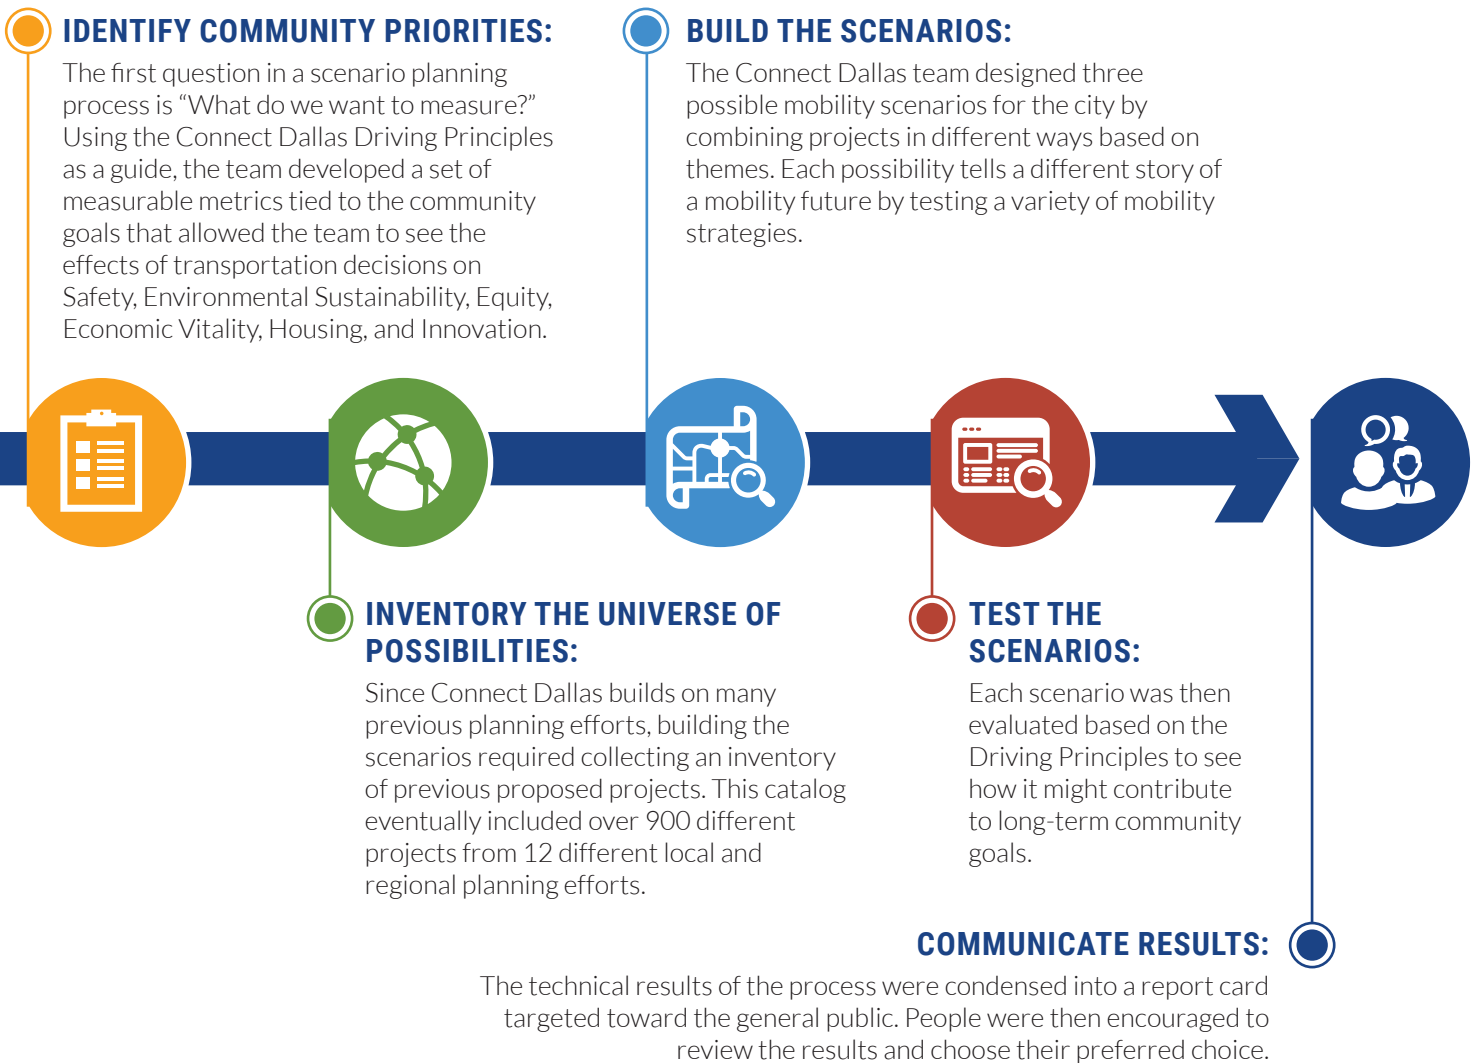 IDENTIFY COMMUNITY PRIORITIES:
The first question in a scenario planning
process is “What do we want to measure?”
Using the Connect Dallas Driving Principles
as a guide, the team developed a set of
measurable metrics tied to the community
goals that allowed the team to see the
effects of transportation decisions on
Safety, Environmental Sustainability, Equity,
Economic Vitality, Housing, and Innovation.
INVENTORY THE UNIVERSE OF
POSSIBILITIES:
Since Connect Dallas builds on many
previous planning efforts, building the
scenarios required collecting an inventory
of previous proposed projects. This catalog
eventually included over 900 different
projects from 12 different local and
regional planning efforts.
BUILD THE SCENARIOS:
The Connect Dallas team designed three
possible mobility scenarios for the city by
combining projects in different ways based on
themes. Each possibility tells a different story of
a mobility future by testing a variety of mobility
strategies.
TEST THE
SCENARIOS:
Each scenario was then
evaluated based on the
Driving Principles to see
how it might contribute
to long-term community
goals.
COMMUNICATE RESULTS:
The technical results of the process were condensed into a report card
targeted toward the general public. People were then encouraged to
review the results and choose their preferred choice.